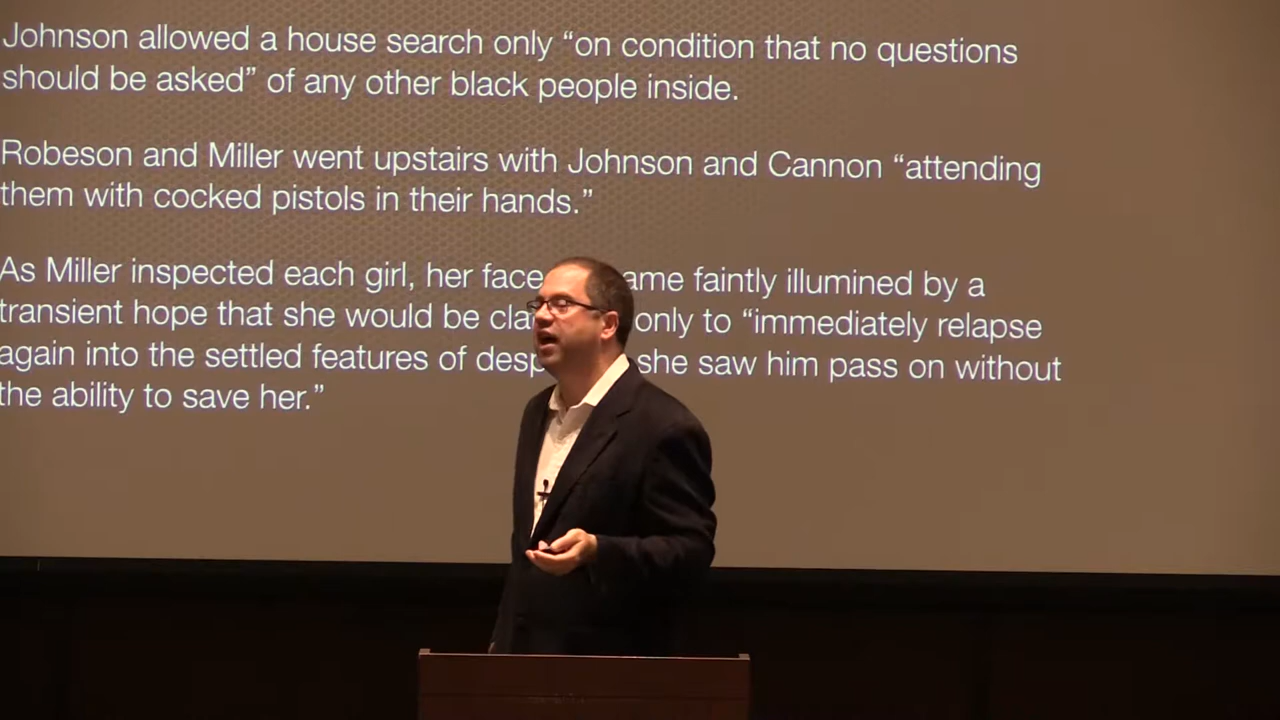 Johnson allowed a house search only “on condition that no questions
should be asked” of any other black people inside.
Robeson and Miller went upstairs with Johnson and Cannon “attending
them with cocked pistols in their hands.”
As Miller inspected each girl, her face ame faintly illumined by a
transient hope that she would be cla only to “immediately relapse
again into the settled features of desp she saw him pass on without
the ability to save her.”